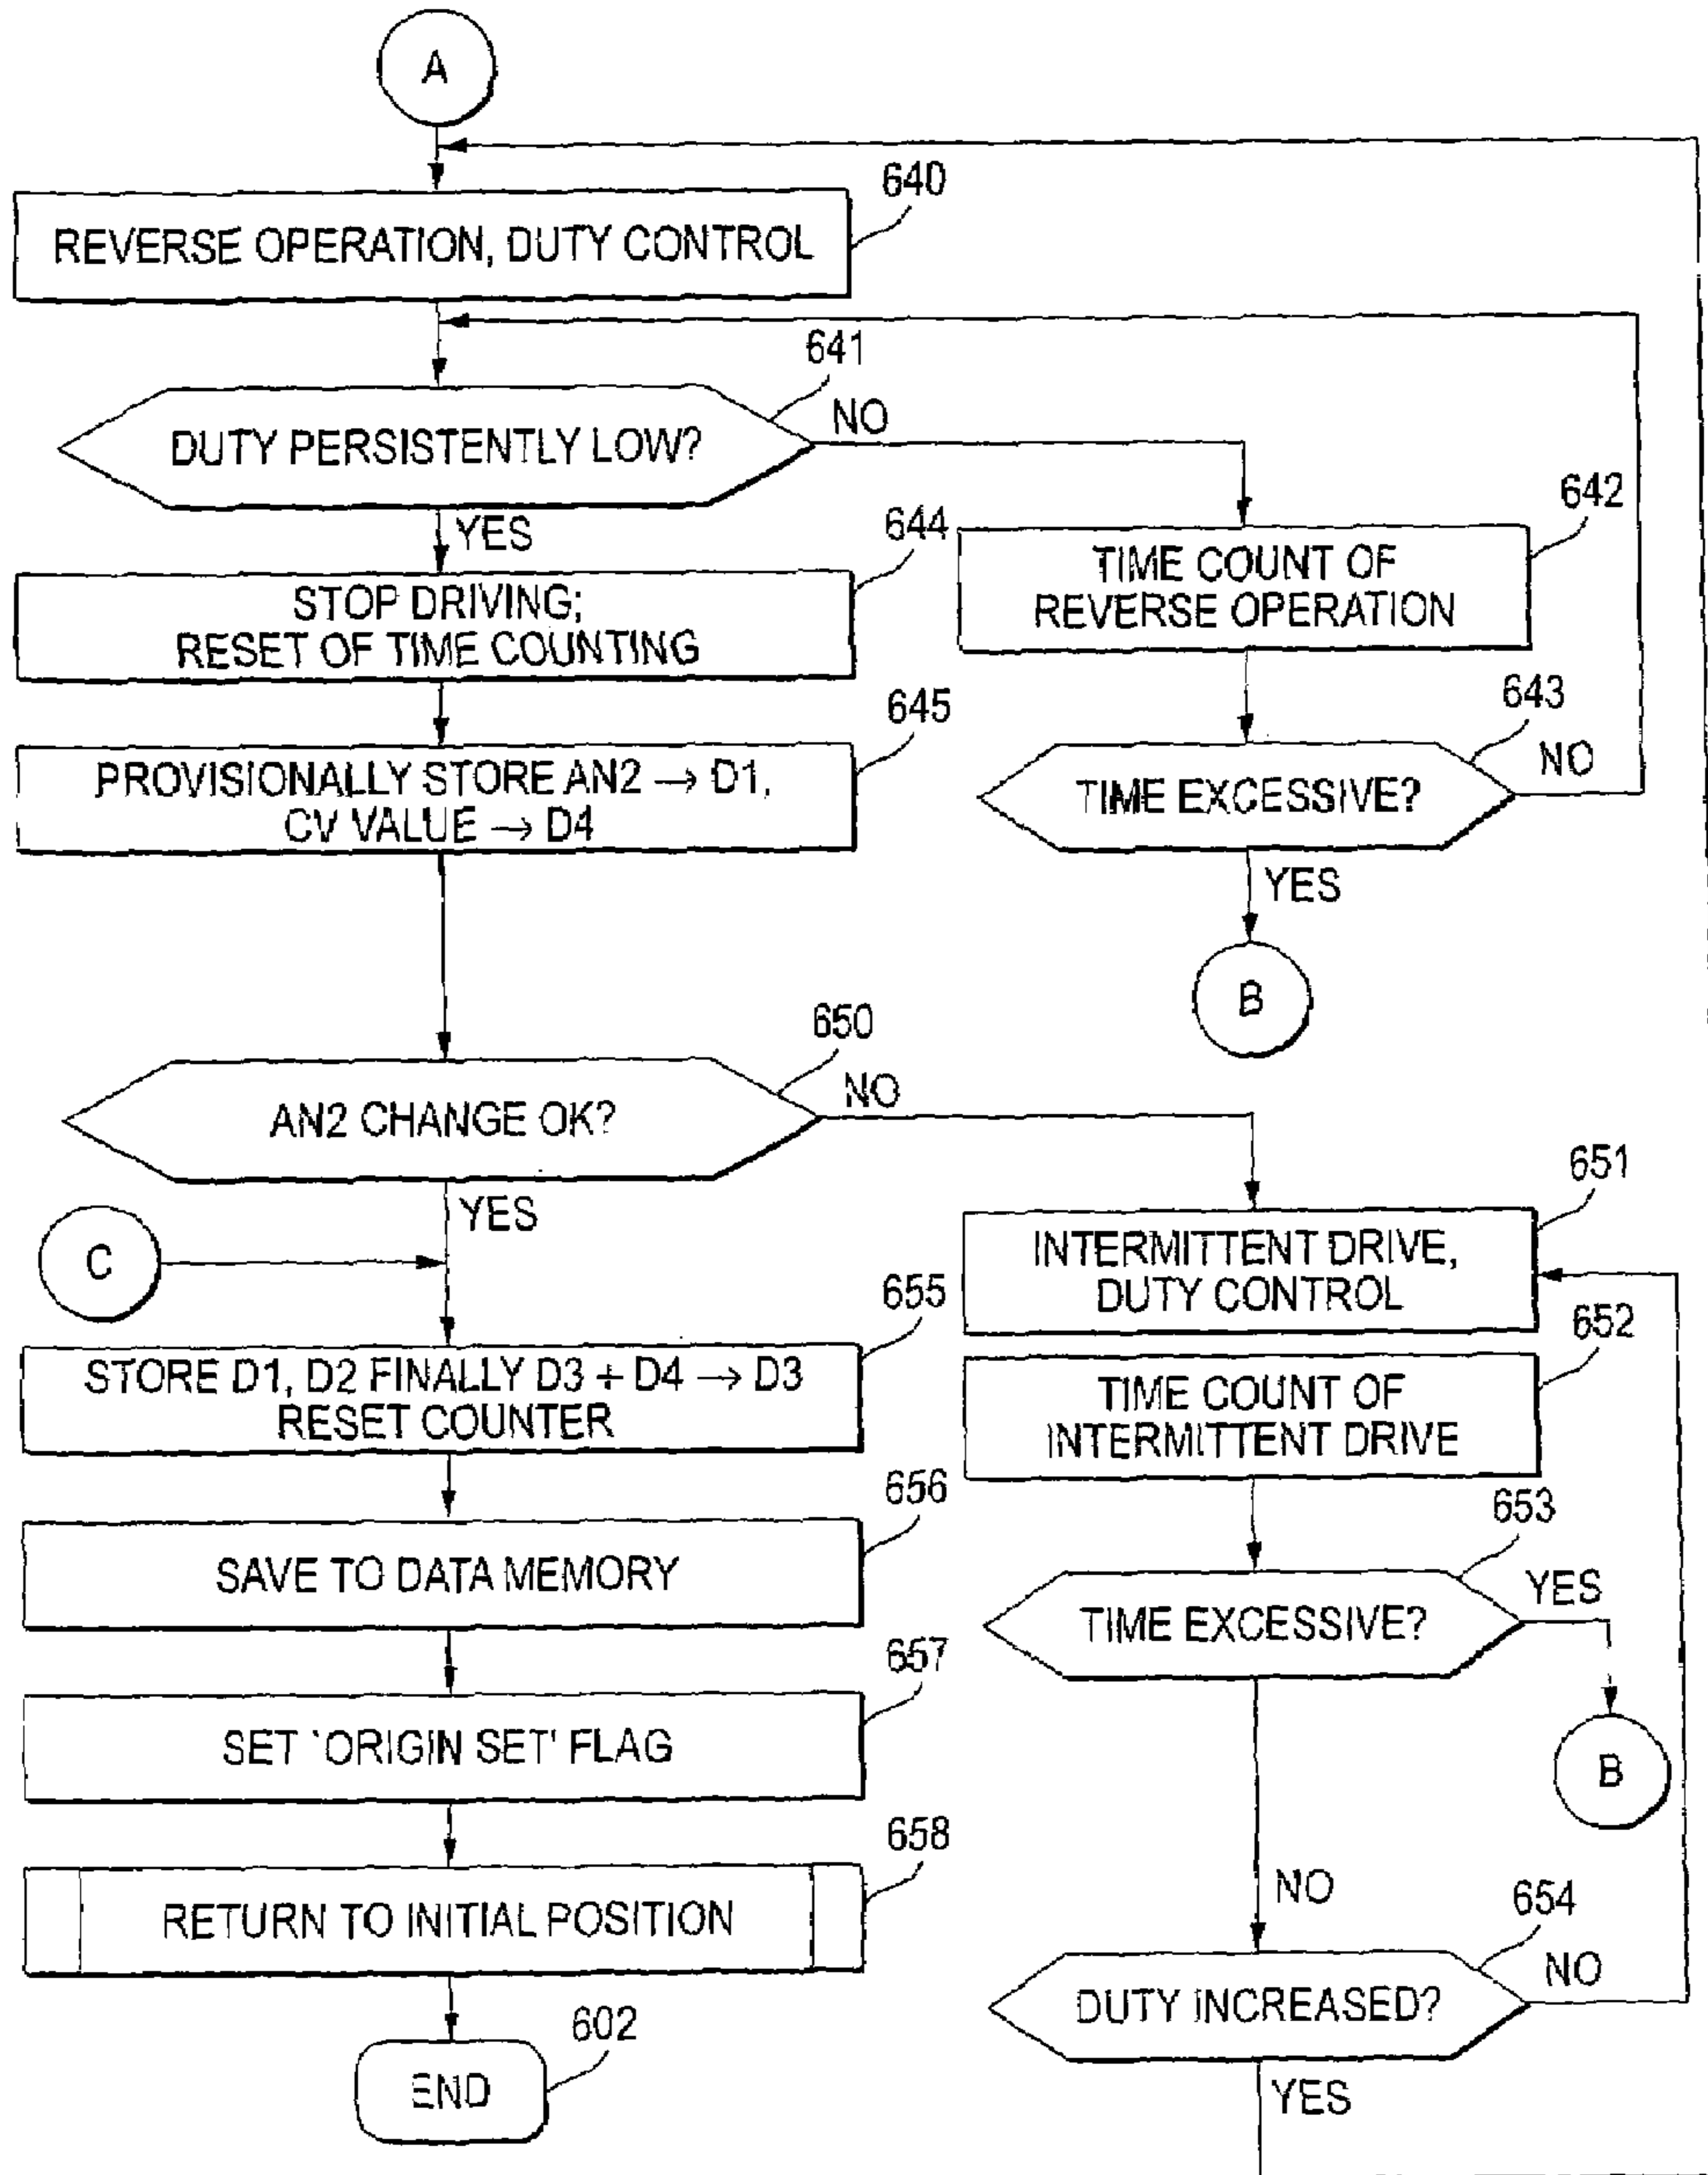 A
640
REVERSE OPERATION, DUTY CONTROL
641
DUTY PERSISTENTLY LOW?
NO
YES
642
TIME COUNT OF
REVERSE OPERATION
644
STOP DRIVING;
RESET OF TIME COUNTING
643
TIME EXCESSIVE?
NO
YES
B
645
PROVISIONALLY STORE AN2 → D1,
CV VALUE → D4
650
AN2 CHANGE OK?
NO
YES
C
651
INTERMITTENT DRIVE,
DUTY CONTROL
652
TIME COUNT OF
INTERMITTENT DRIVE
655
STORE D1, D2 FINALLY D3 + D4 → D3
RESET COUNTER
656
SAVE TO DATA MEMORY
653
TIME EXCESSIVE?
YES
B
NO
657
SET 'ORIGIN SET' FLAG
658
RETURN TO INITIAL POSITION
654
DUTY INCREASED?
NO
YES
602
END